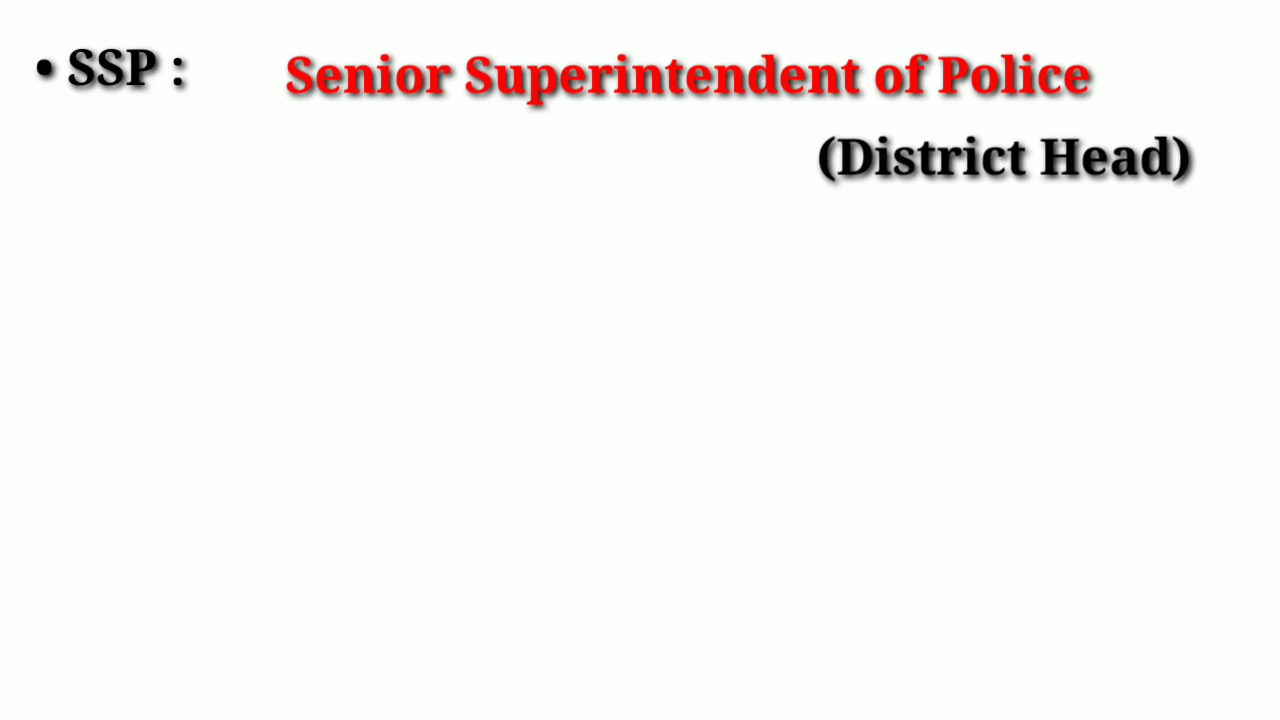 • SSP : Senior Superintendent of Police
(District Head)